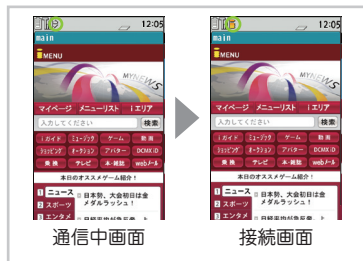 12:05
main
MENU
MYNEWS
マイページ メニューリスト iエリア
入力してください 検索
iガイド ミュージック ゲーム 動画
ショッピング オークション アバター DCMX iD
乗換 テレビ 本・雑誌 webメール
本日のオススメゲーム紹介!
1 ニュース
2 スポーツ
3 エンタメ
日本勢、大会初日は金
メダルラッシュ!
通信中画面
12:05
main
MENU
MYNEWS
マイページ メニューリスト iエリア
入力してください 検索
iガイド ミュージック ゲーム 動画
ショッピング オークション アバター DCMX iD
乗換 テレビ 本・雑誌 webメール
本日のオススメゲーム紹介!
1 ニュース
2 スポーツ
3 エンタメ
日本勢、大会初日は金
メダルラッシュ!
接続画面